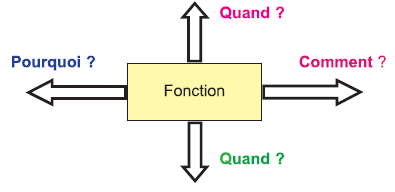 Quand ?
Pourquoi ?
Comment ?
Fonction
Quand ?